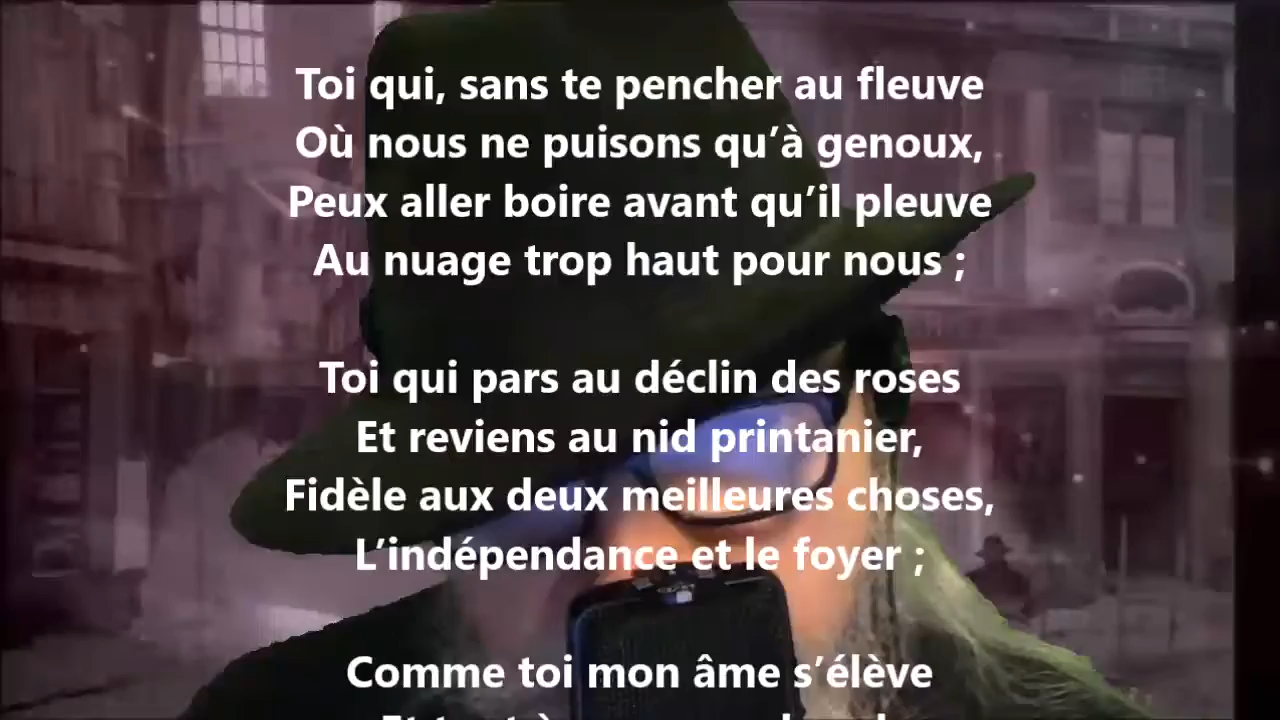 Toi qui, sans te pencher au fleuve
Où nous ne puisons qu’à genoux,
Peux aller boire avant qu’il pleuve
Au nuage trop haut pour nous ;
Toi qui pars au déclin des roses
Et reviens au nid printanier,
Fidèle aux deux meilleures choses,
L’indépendance et le foyer ;
Comme toi mon âme s’élève